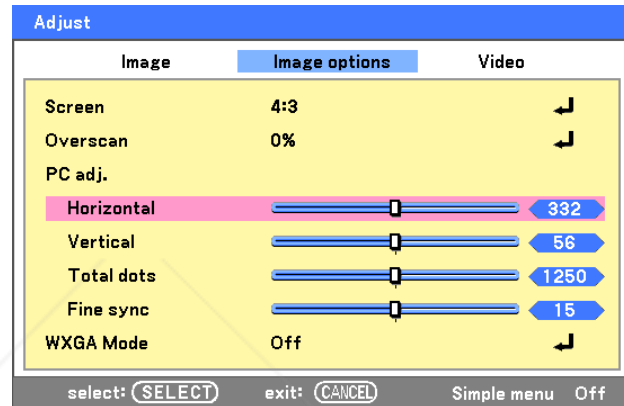 Adjust
Image Image options Video
Screen 4:3
Overscan 0%
PC adj.
Horizontal 332
Vertical 56
Total dots 1250
Fine sync 15
WXGA Mode Off
select: SELECT exit: CANCEL Simple menu Off